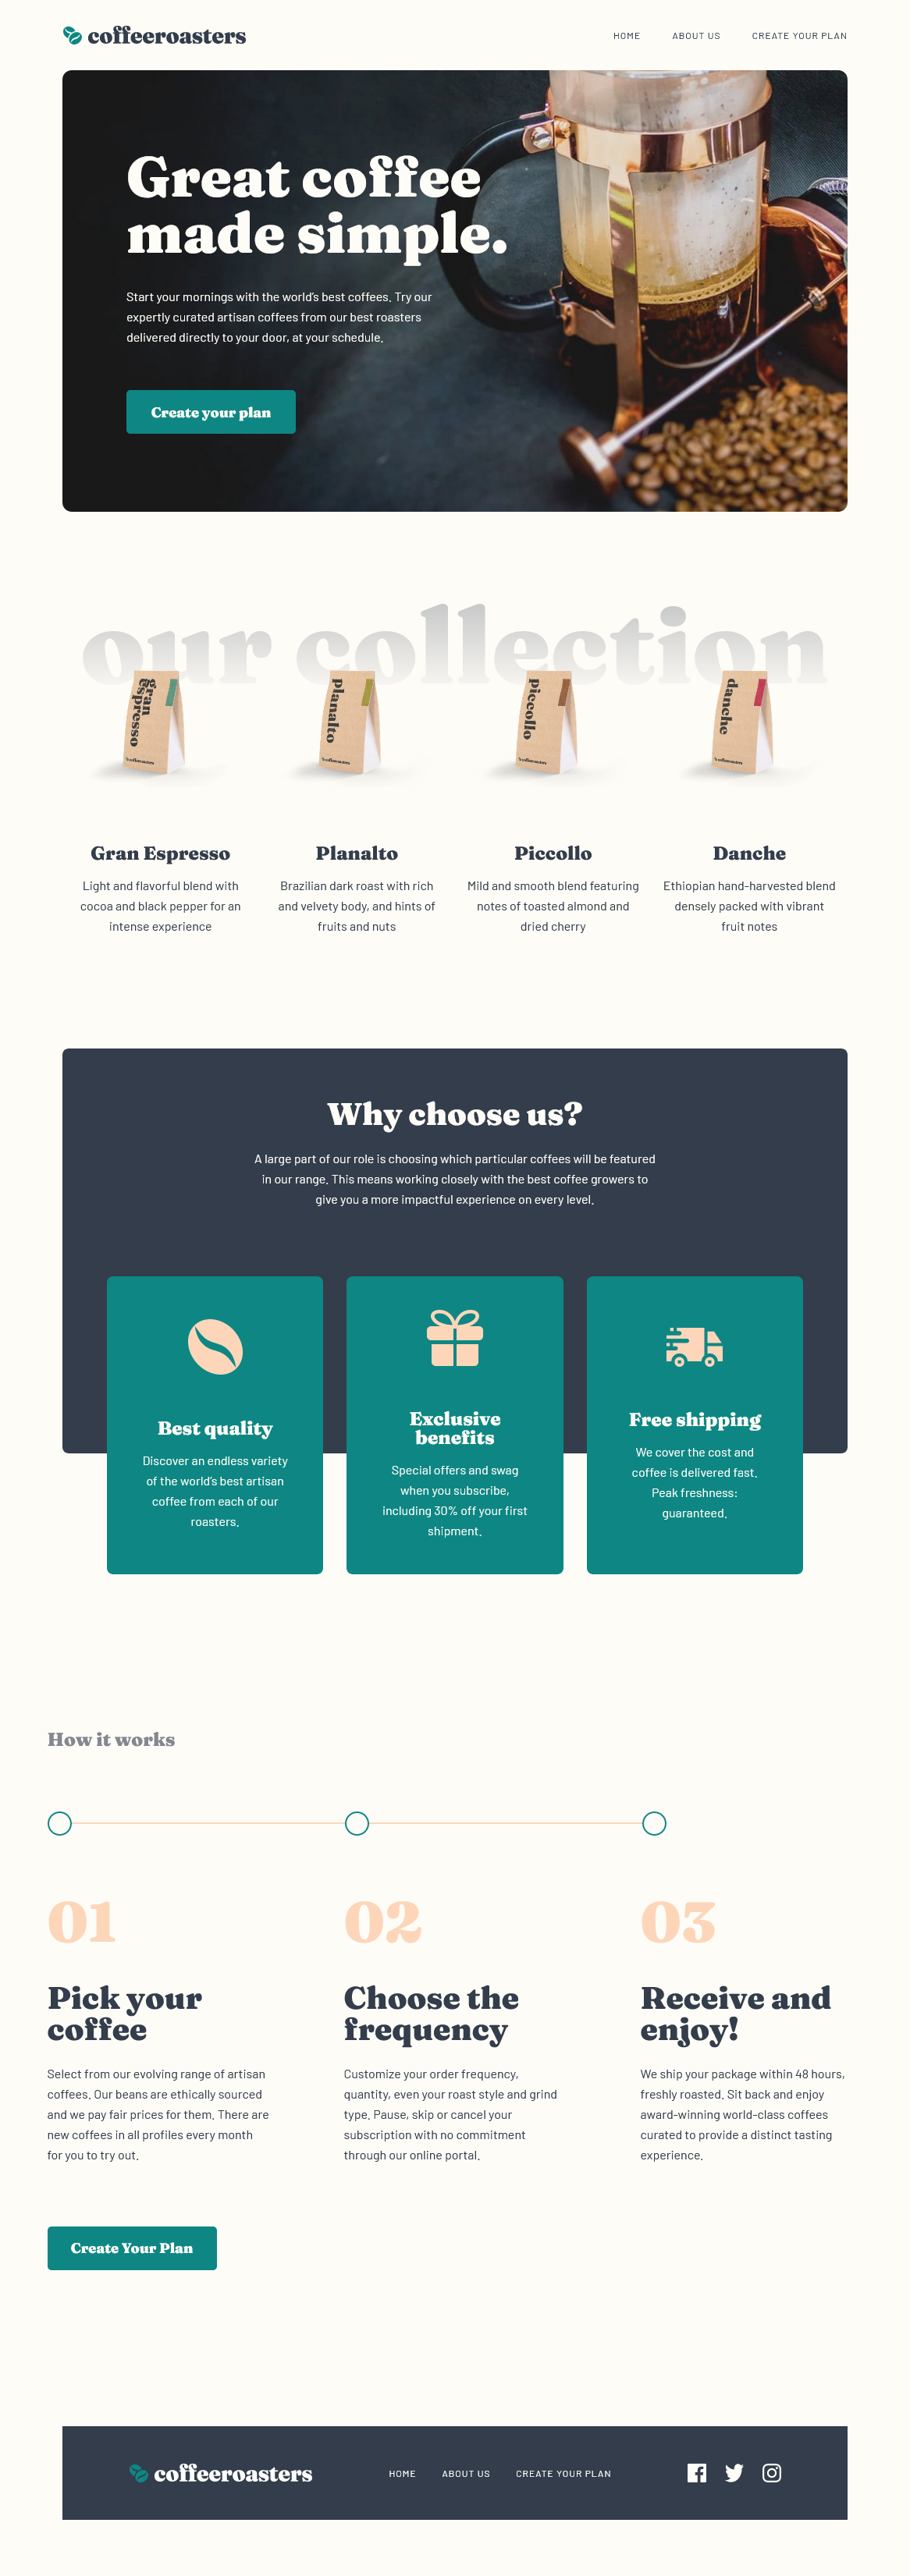 coffeeroasters
HOME ABOUT US CREATE YOUR PLAN
Great coffee
made simple.
Start your mornings with the world's best coffees. Try our
expertly curated artisan coffees from our best roasters
delivered directly to your door, at your schedule.
Create your plan
our collection
gran
espresso
coffeeroasters
planalto
coffeeroasters
piccollo
coffeeroasters
danche
coffeeroasters
Gran Espresso
Light and flavorful blend with
cocoa and black pepper for an
intense experience
Planalto
Brazilian dark roast with rich
and velvety body, and hints of
fruits and nuts
Piccollo
Mild and smooth blend featuring
notes of toasted almond and
dried cherry
Danche
Ethiopian hand-harvested blend
densely packed with vibrant
fruit notes
Why choose us?
A large part of our role is choosing which particular coffees will be featured
in our range. This means working closely with the best coffee growers to
give you a more impactful experience on every level.
Best quality
Discover an endless variety
of the world's best artisan
coffee from each of our
roasters.
Exclusive
benefits
Special offers and swag
when you subscribe,
including 30% off your first
shipment.
Free shipping
We cover the cost and
coffee is delivered fast.
Peak freshness:
guaranteed.
How it works
01
Pick your
coffee
Select from our evolving range of artisan
coffees. Our beans are ethically sourced
and we pay fair prices for them. There are
new coffees in all profiles every month
for you to try out.
02
Choose the
frequency
Customize your order frequency,
quantity, even your roast style and grind
type. Pause, skip or cancel your
subscription with no commitment
through our online portal.
03
Receive and
enjoy!
We ship your package within 48 hours,
freshly roasted. Sit back and enjoy
award-winning world-class coffees
curated to provide a distinct tasting
experience.
Create Your Plan
coffeeroasters
HOME ABOUT US CREATE YOUR PLAN